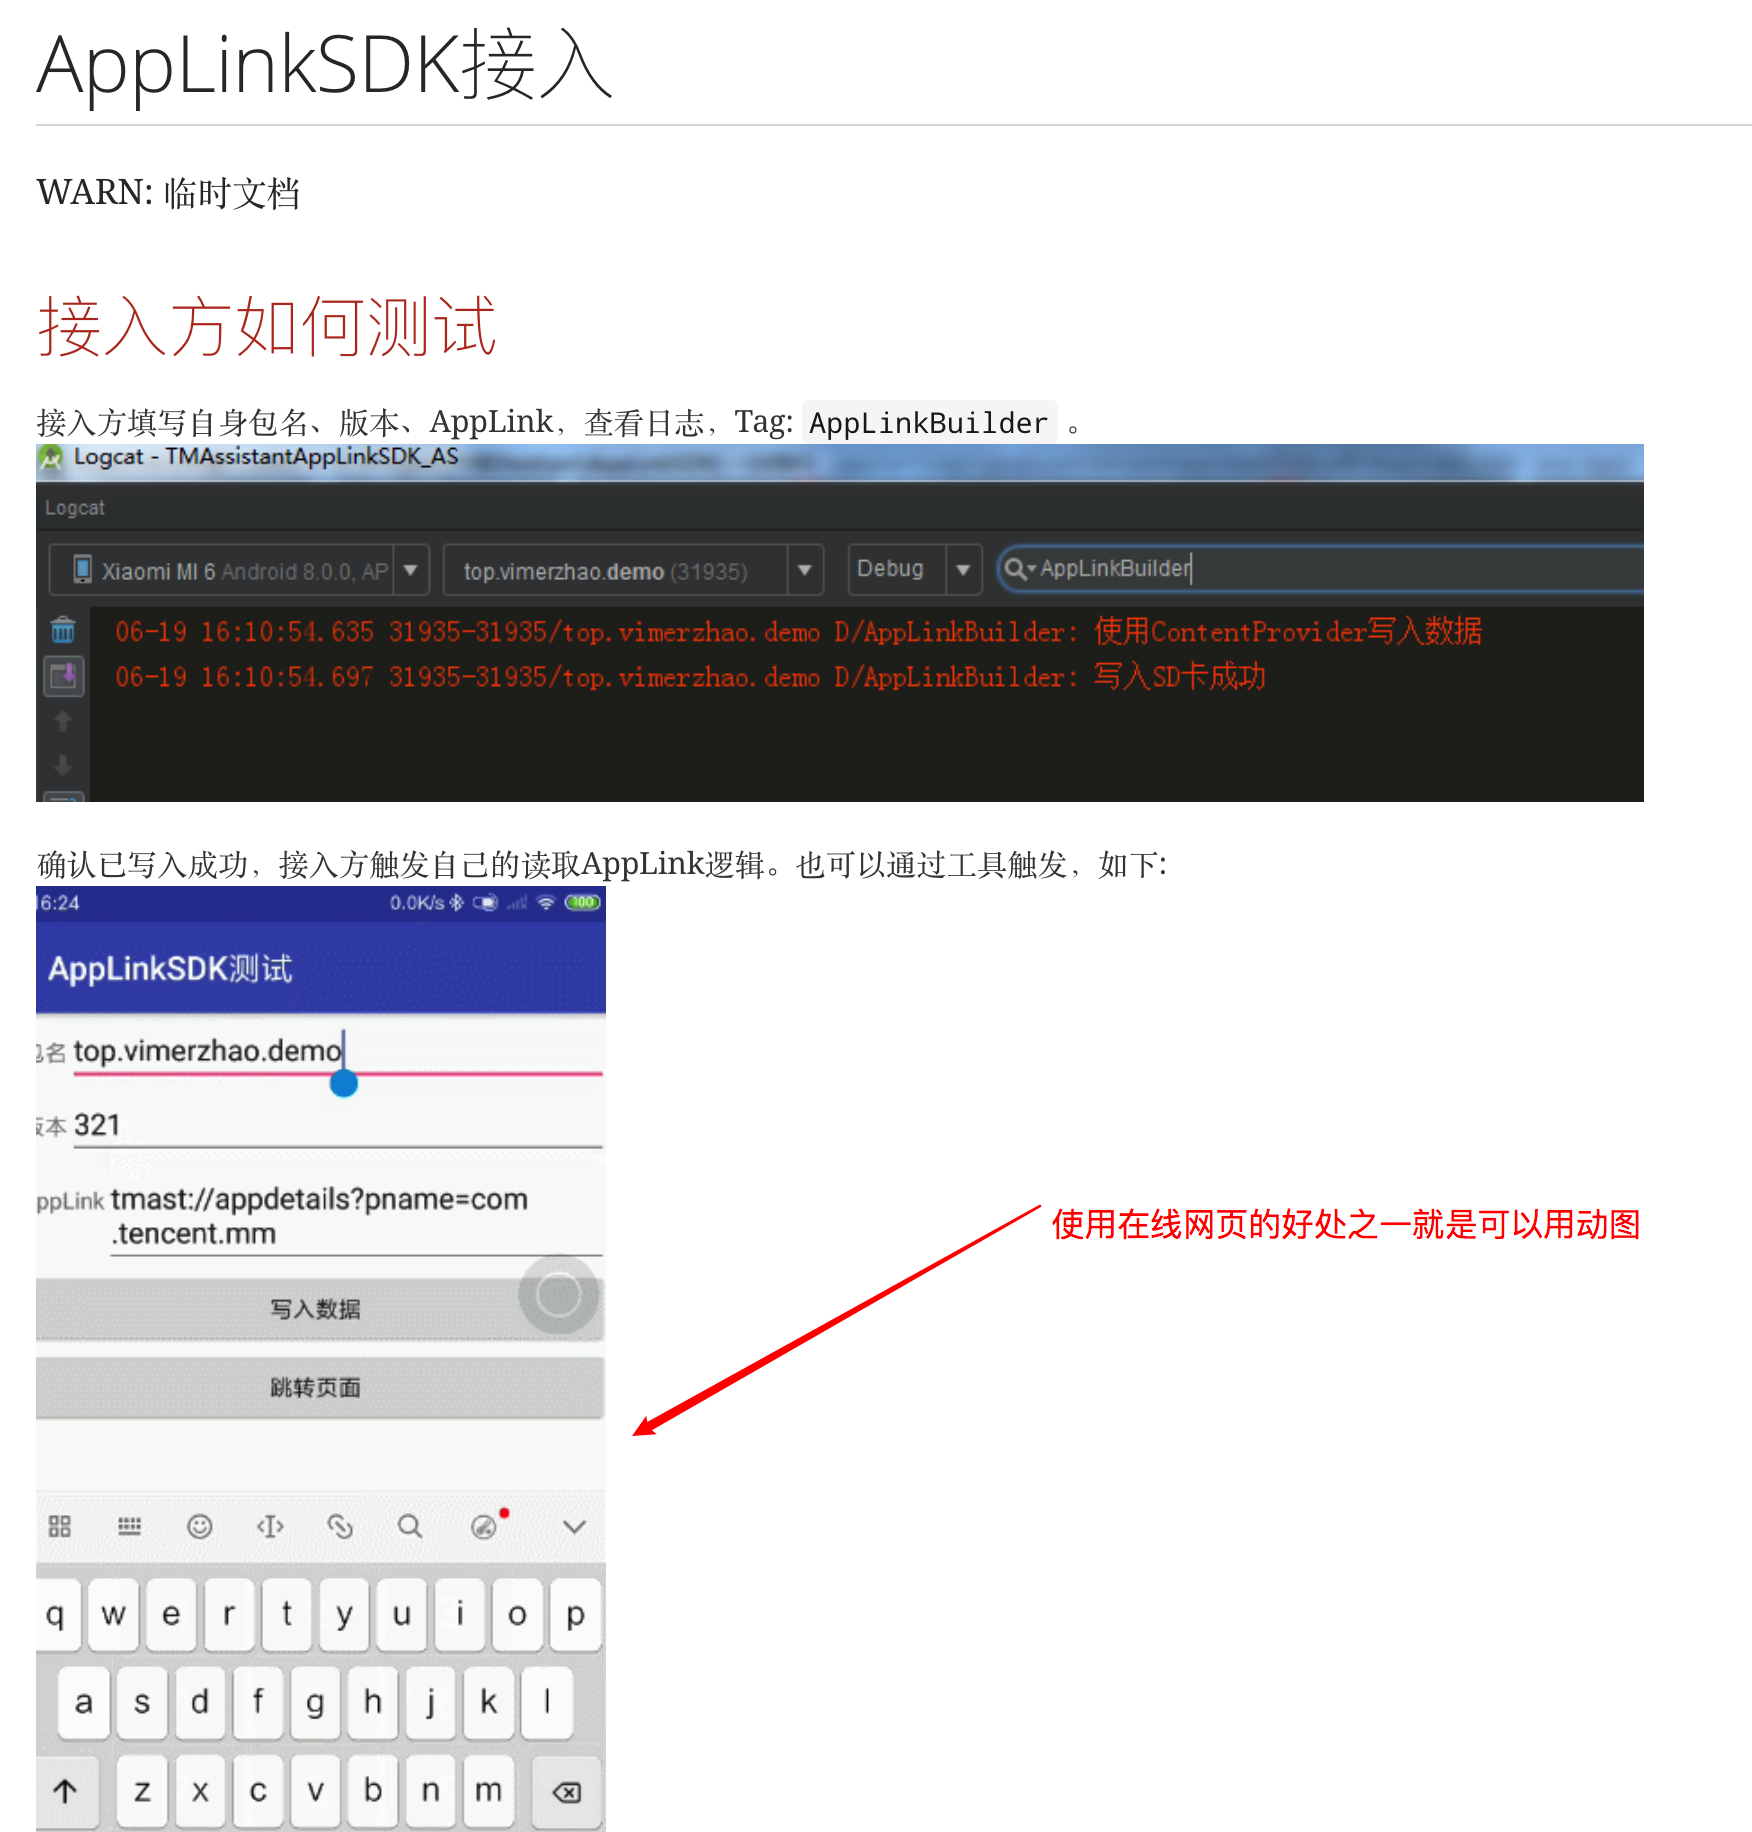 AppLinkSDK接入
WARN: 临时文档
接入方如何测试
接入方填写自身包名、版本、AppLink，查看日志，Tag: AppLinkBuilder 。
Logcat - TMAssistantAppLinkSDK_AS
Logcat
Xiaomi MI 6 Android 8.0.0, AP
top.vimerzhao.demo (31935)
Debug
AppLinkBuilder
06-19 16:10:54.635 31935-31935/top.vimerzhao.demo D/AppLinkBuilder: 使用ContentProvider写入数据
06-19 16:10:54.697 31935-31935/top.vimerzhao.demo D/AppLinkBuilder: 写入SD卡成功
确认已写入成功，接入方触发自己的读取AppLink逻辑。也可以通过工具触发，如下:
16:24 0.0K/s 100
AppLinkSDK测试
包名 top.vimerzhao.demo
版本 321
ppLink tmast://appdetails?pname=com
.tencent.mm
使用在线网页的好处之一就是可以用动图
写入数据
跳转页面
q w e r t y u i o p
a s d f g h j k l
z x c v b n m